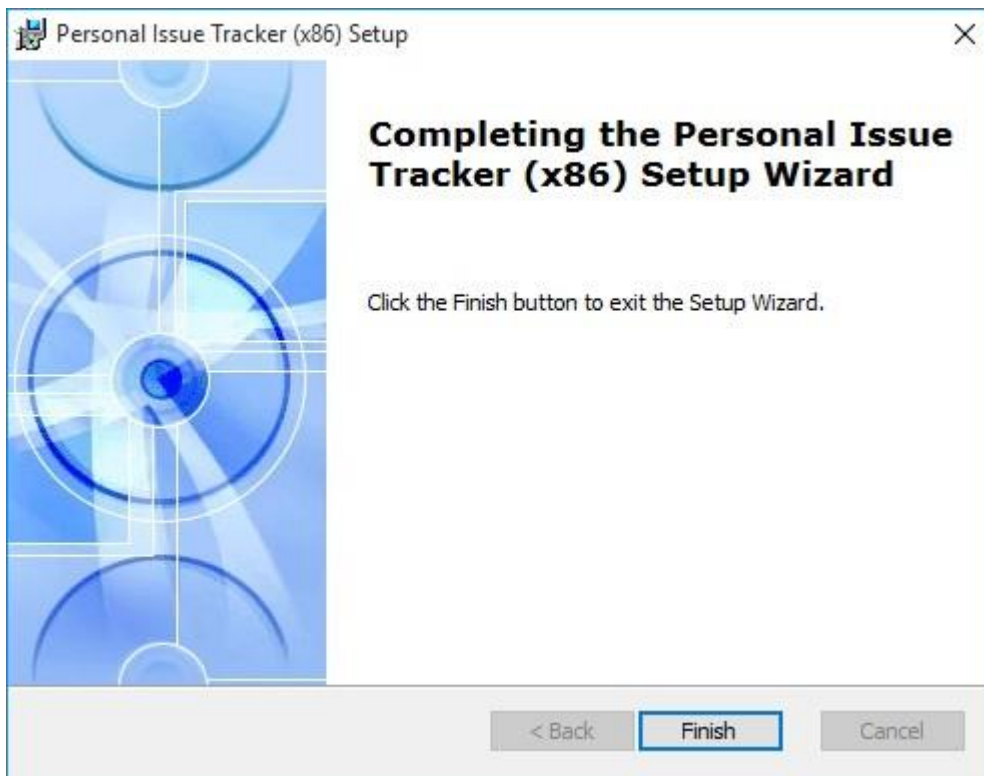 Personal Issue Tracker (x86) Setup
Completing the Personal Issue
Tracker (x86) Setup Wizard
Click the Finish button to exit the Setup Wizard.
< Back Finish Cancel